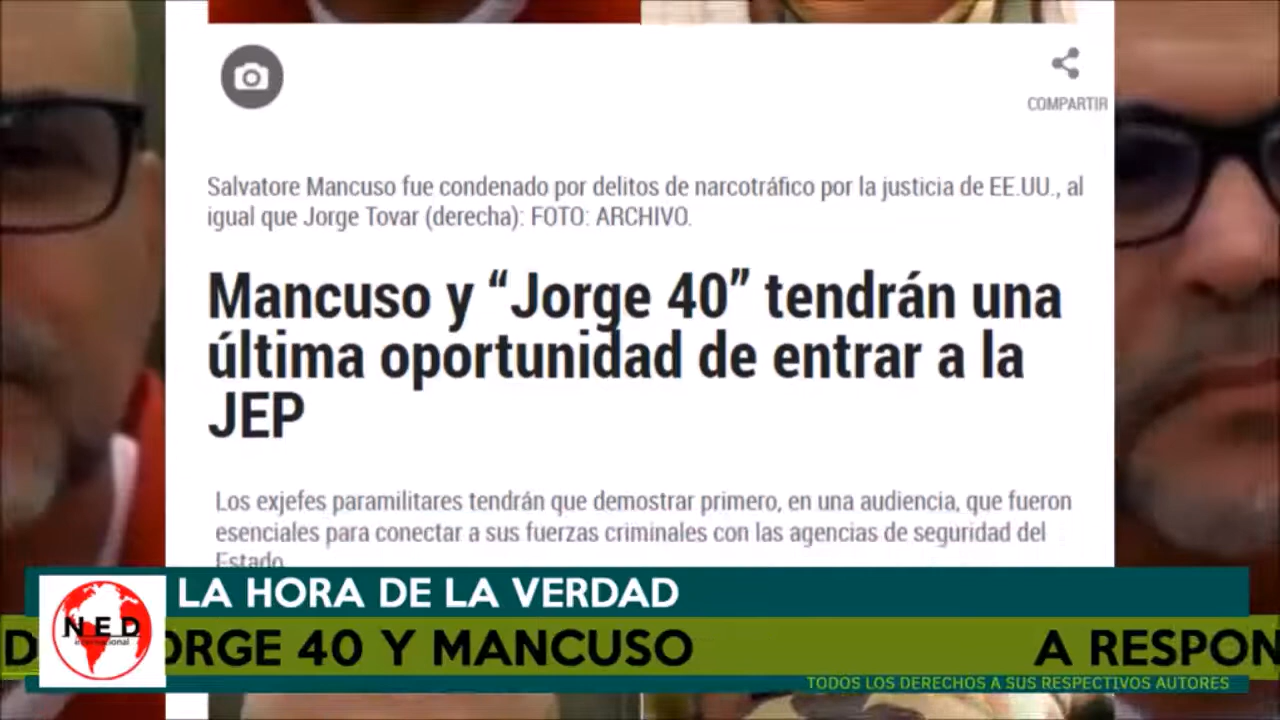 COMPARTIR
Salvatore Mancuso fue condenado por delitos de narcotráfico por la justicia de EE.UU., al
igual que Jorge Tovar (derecha): FOTO: ARCHIVO.
Mancuso y “Jorge 40” tendrán una
última oportunidad de entrar a la
JEP
Los exjefes paramilitares tendrán que demostrar primero, en una audiencia, que fueron
esenciales para conectar a sus fuerzas criminales con las agencias de seguridad del
Estado
LA HORA DE LA VERDAD
NED
international
D ORGE 40 Y MANCUSO A RESPON
TODOS LOS DERECHOS A SUS RESPECTIVOS AUTORES